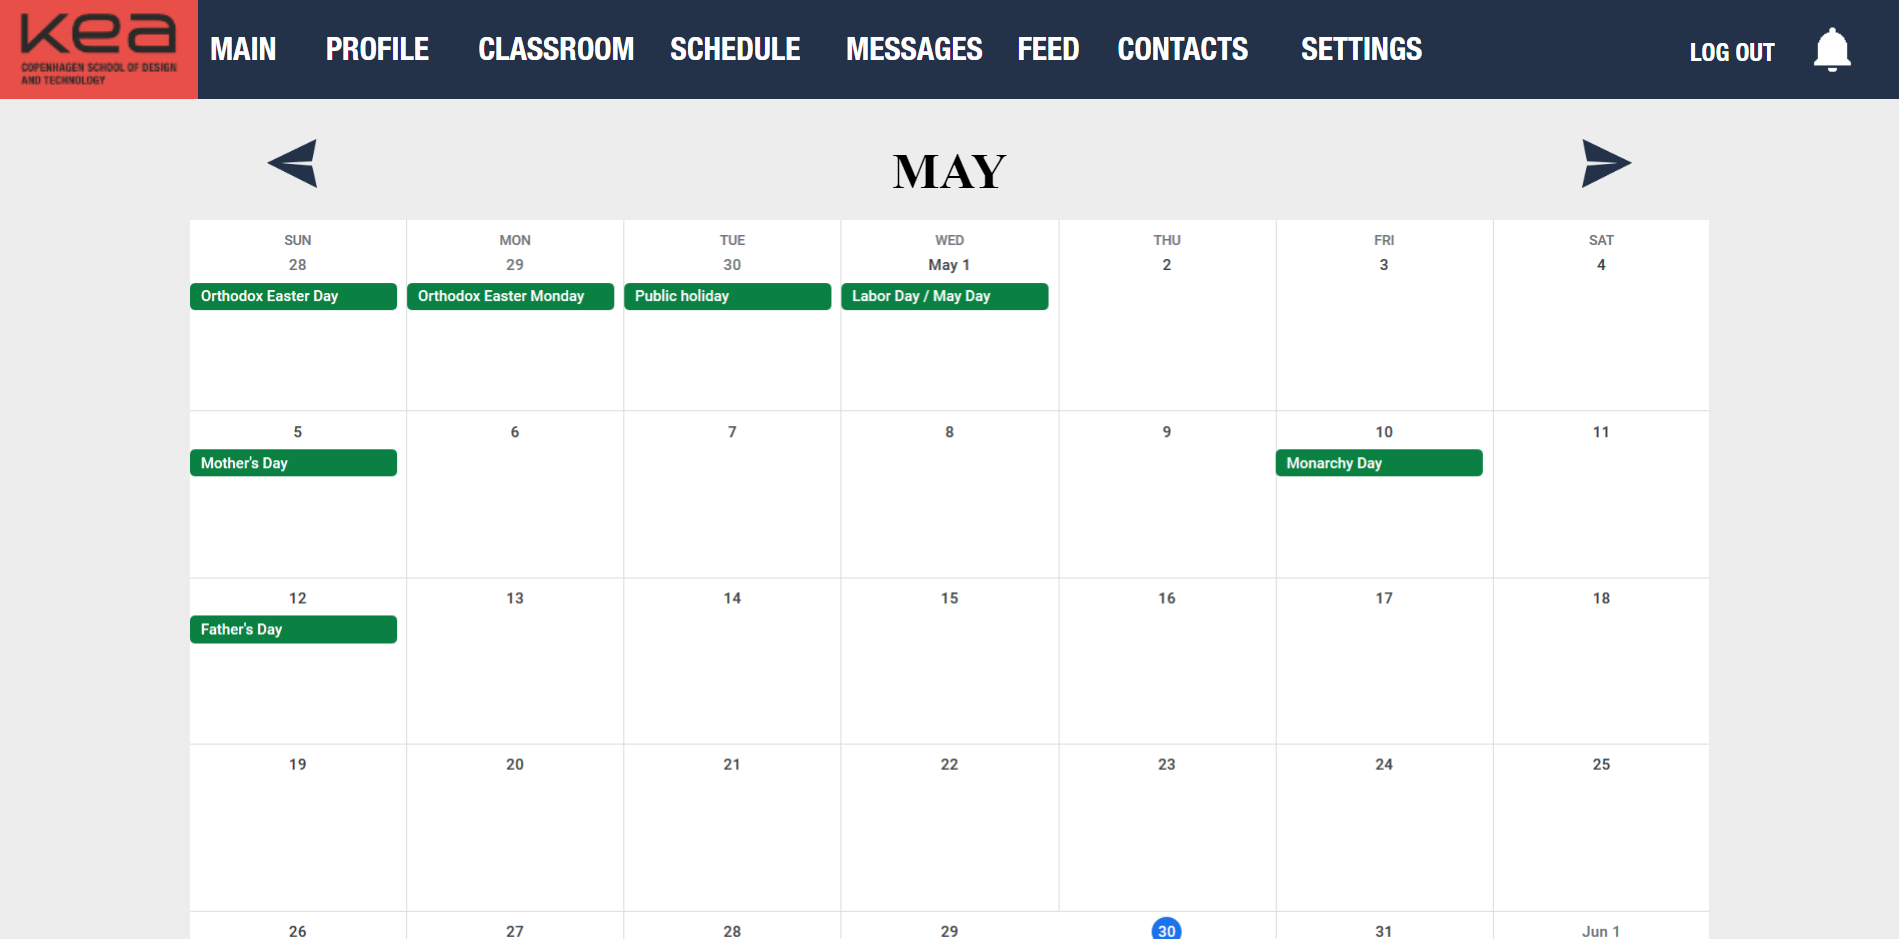 kea
COPENHAGEN SCHOOL OF DESIGN
AND TECHNOLOGY
MAIN PROFILE CLASSROOM SCHEDULE MESSAGES FEED CONTACTS SETTINGS LOG OUT
MAY
SUN MON TUE WED THU FRI SAT
28 29 30 May 1 2 3 4
Orthodox Easter Day Orthodox Easter Monday Public holiday Labor Day / May Day
5 6 7 8 9 10 11
Mother's Day Monarchy Day
12 13 14 15 16 17 18
Father's Day
19 20 21 22 23 24 25
26 27 28 29 30 31 Jun 1